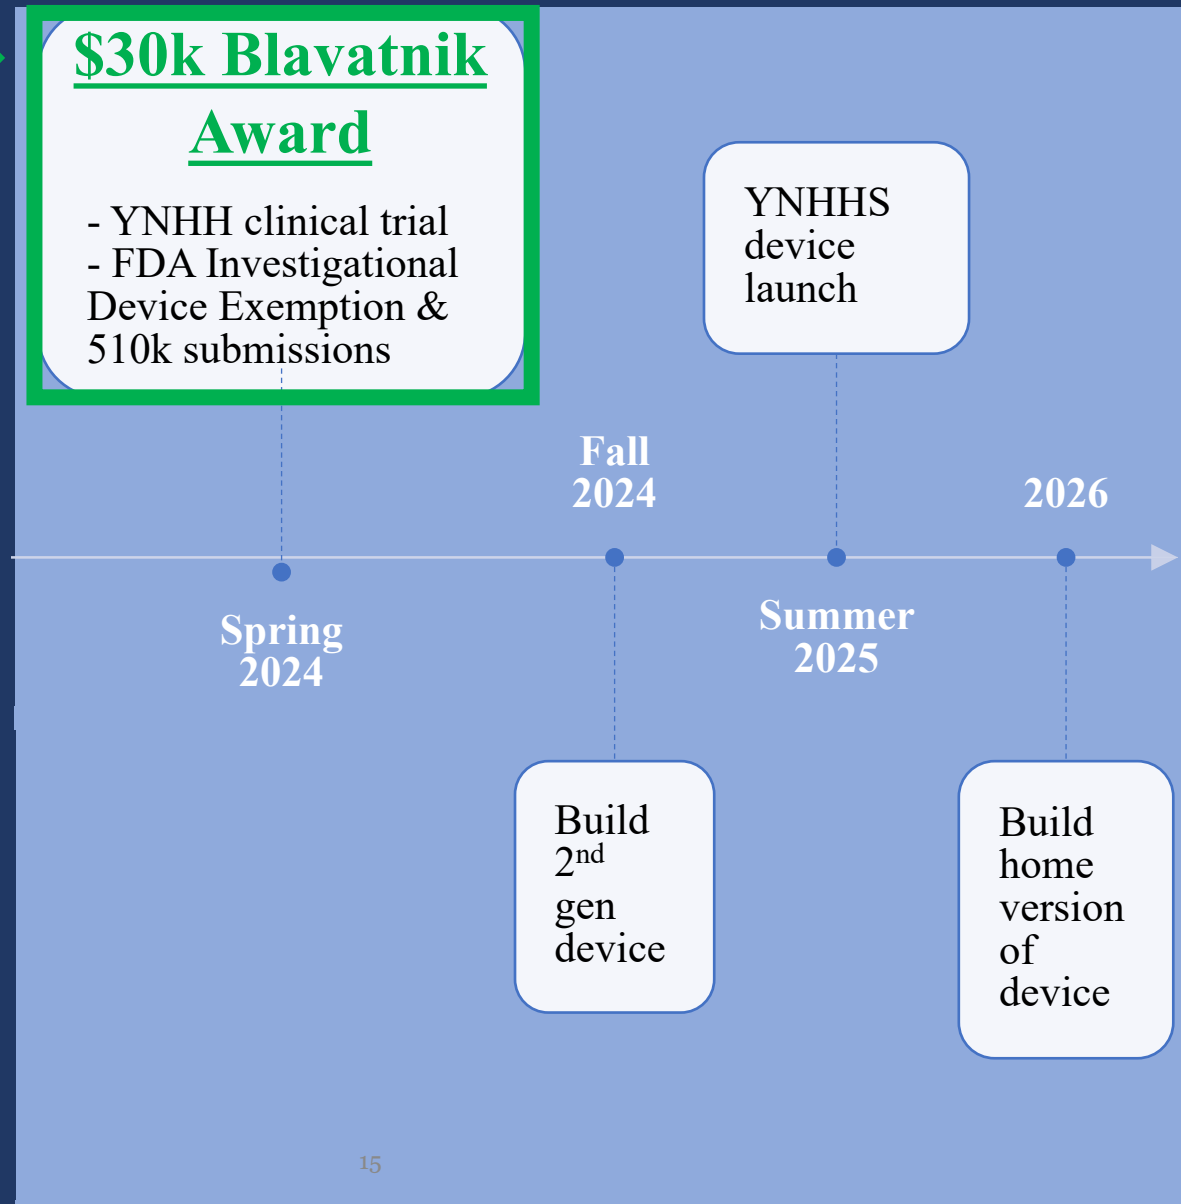 $30k Blavatnik
Award
- YNHH clinical trial
- FDA Investigational
Device Exemption &
510k submissions
YNHHS
device
launch
Fall
2024
2026
Spring
2024
Summer
2025
Build
2nd
gen
device
Build
home
version
of
device
15